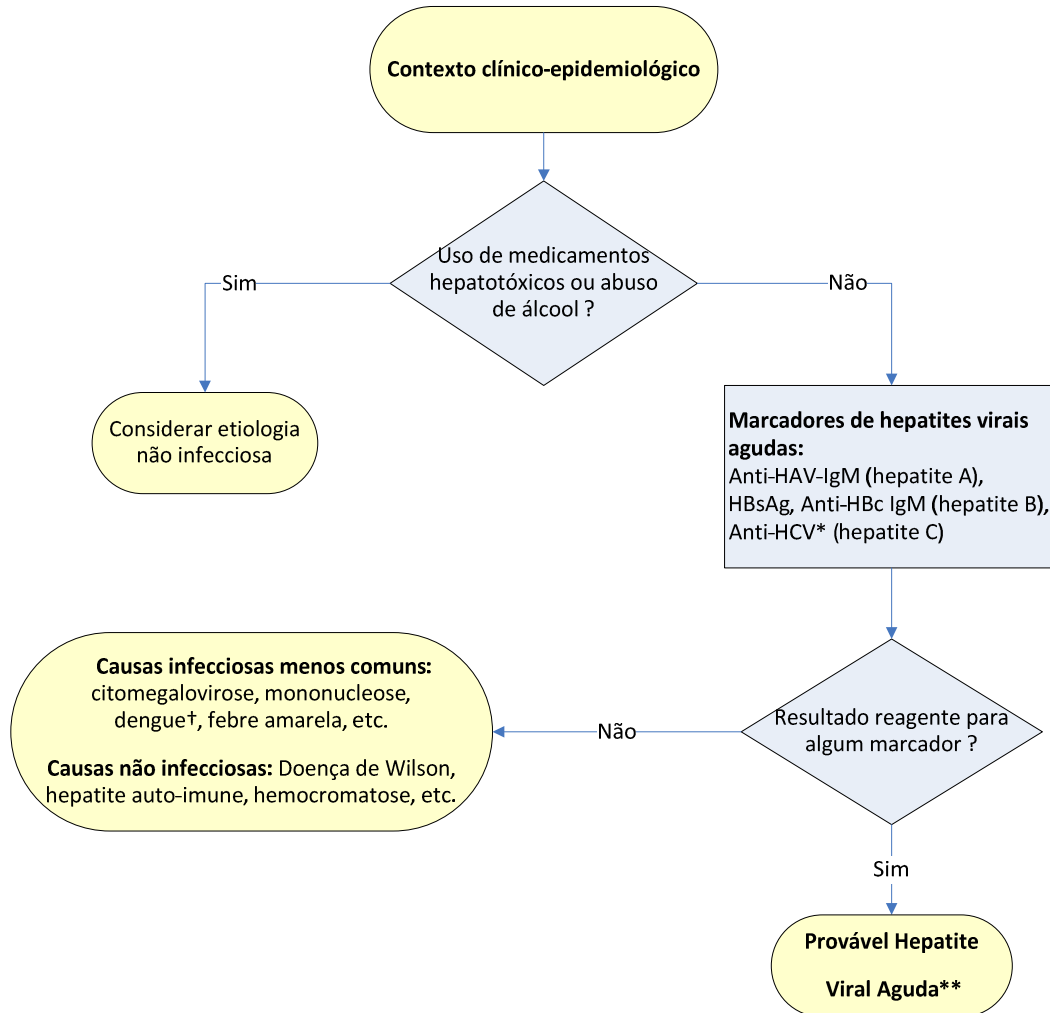 Contexto clínico-epidemiológico
Uso de medicamentos
hepatotóxicos ou abuso
de álcool ?
Sim
Não
Considerar etiologia
não infecciosa
Marcadores de hepatites virais
agudas:
Anti-HAV-IgM (hepatite A),
HBsAg, Anti-HBc IgM (hepatite B),
Anti-HCV* (hepatite C)
Causas infecciosas menos comuns:
citomegalovirose, mononucleose,
dengue†, febre amarela, etc.
Causas não infecciosas: Doença de Wilson,
hepatite auto-imune, hemocromatose, etc.
Não
Resultado reagente para
algum marcador ?
Sim
Provável Hepatite
Viral Aguda**